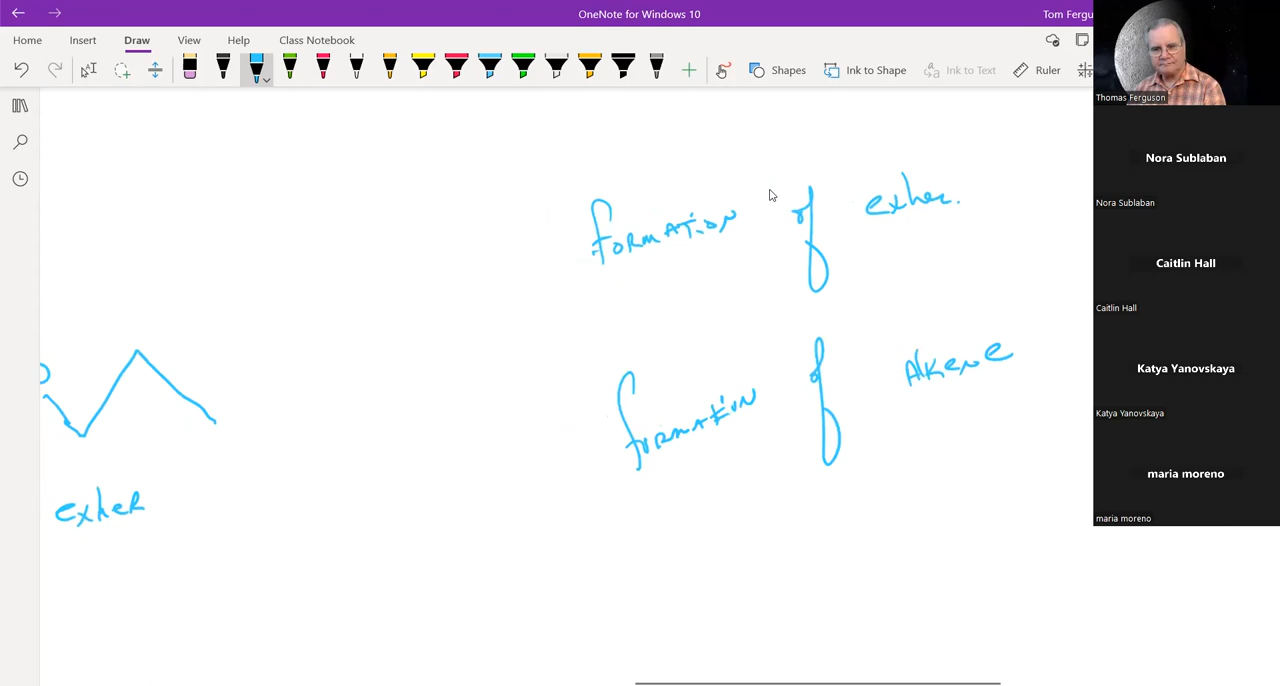 OneNote for Windows 10
Tom Fergu
Home Insert Draw View Help Class Notebook
Shapes Ink to Shape Ink to Text Ruler
Thomas Ferguson
Nora Sublaban
Nora Sublaban
Caitlin Hall
Caitlin Hall
Katya Yanovskaya
Katya Yanovskaya
maria moreno
maria moreno
formation of ether.
formation of Alkene
ether